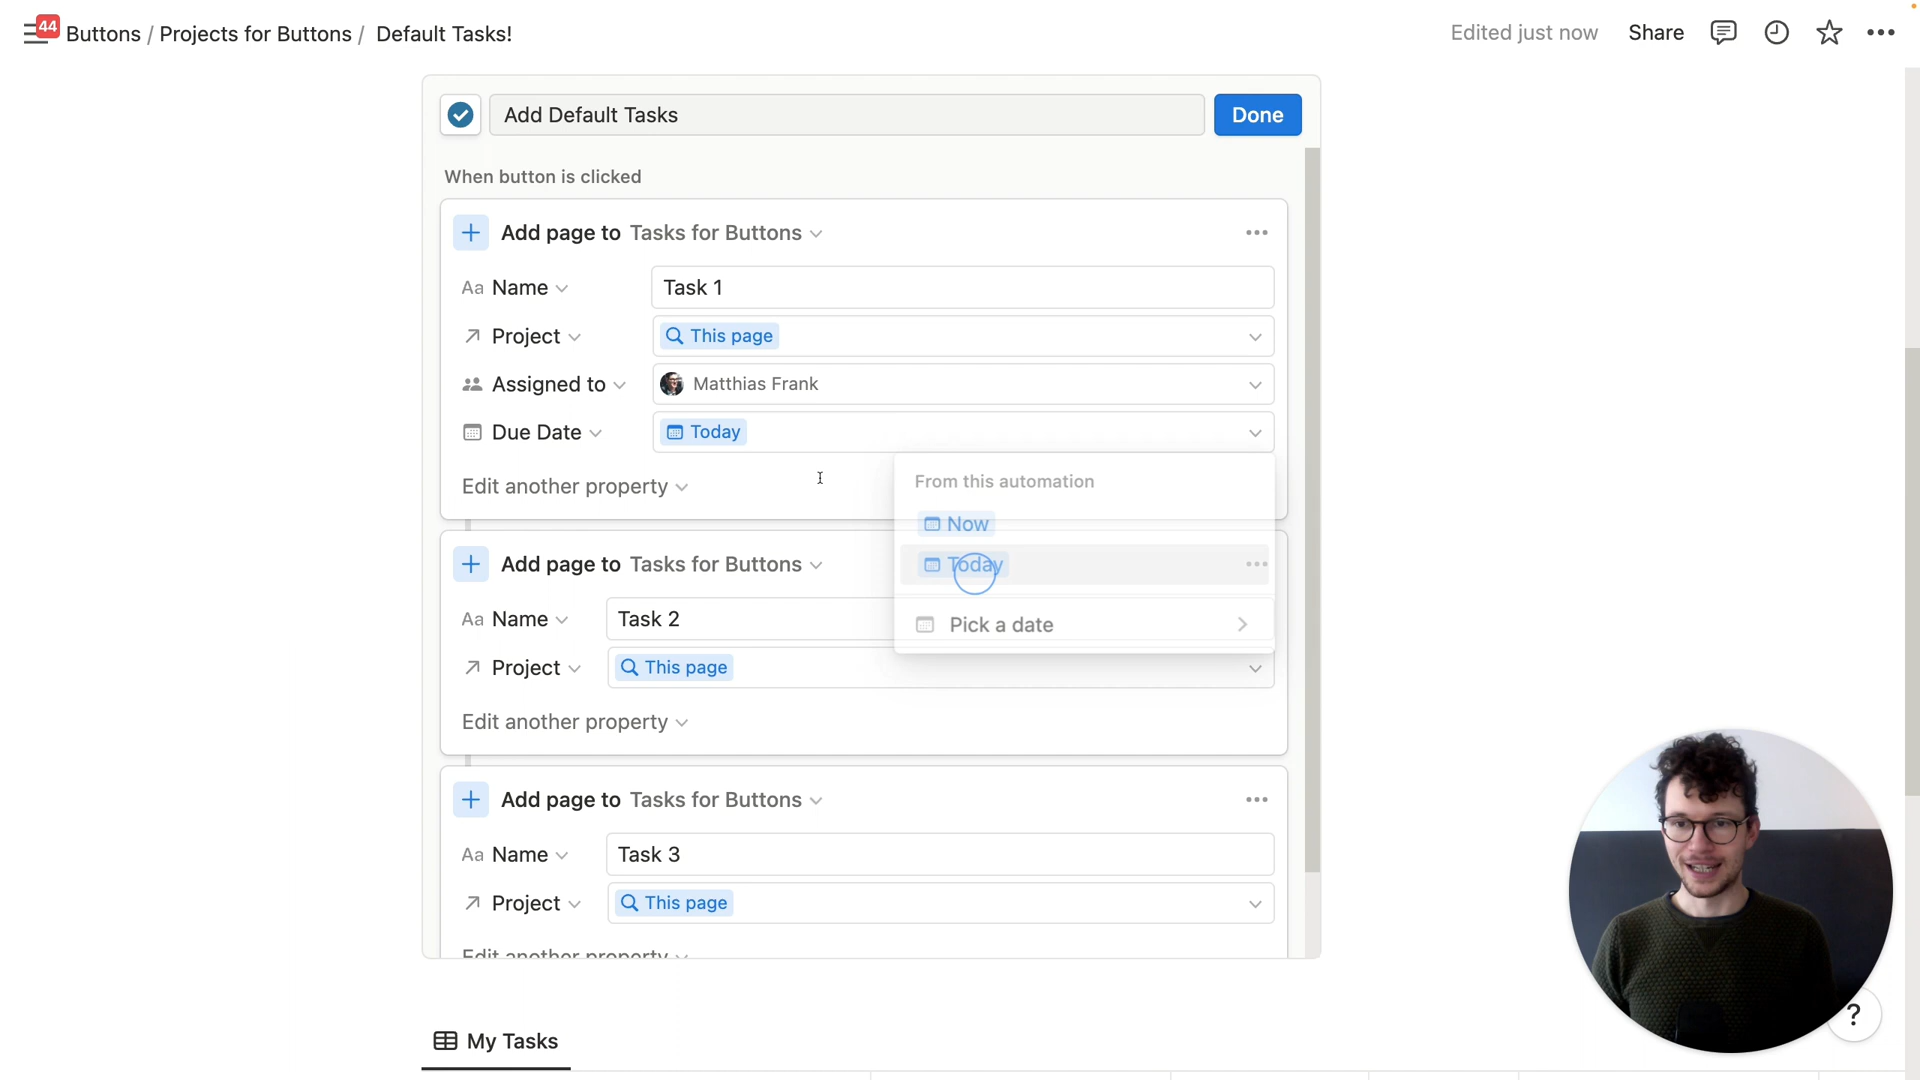 44
Buttons / Projects for Buttons / Default Tasks!
Edited just now Share
Add Default Tasks
Done
When button is clicked
Add page to Tasks for Buttons
Aa Name Task 1
Project This page
Assigned to Matthias Frank
Due Date Today
Edit another property
From this automation
Now
Today
Pick a date
Add page to Tasks for Buttons
Aa Name Task 2
Project This page
Edit another property
Add page to Tasks for Buttons
Aa Name Task 3
Project This page
Edit another property
My Tasks
?